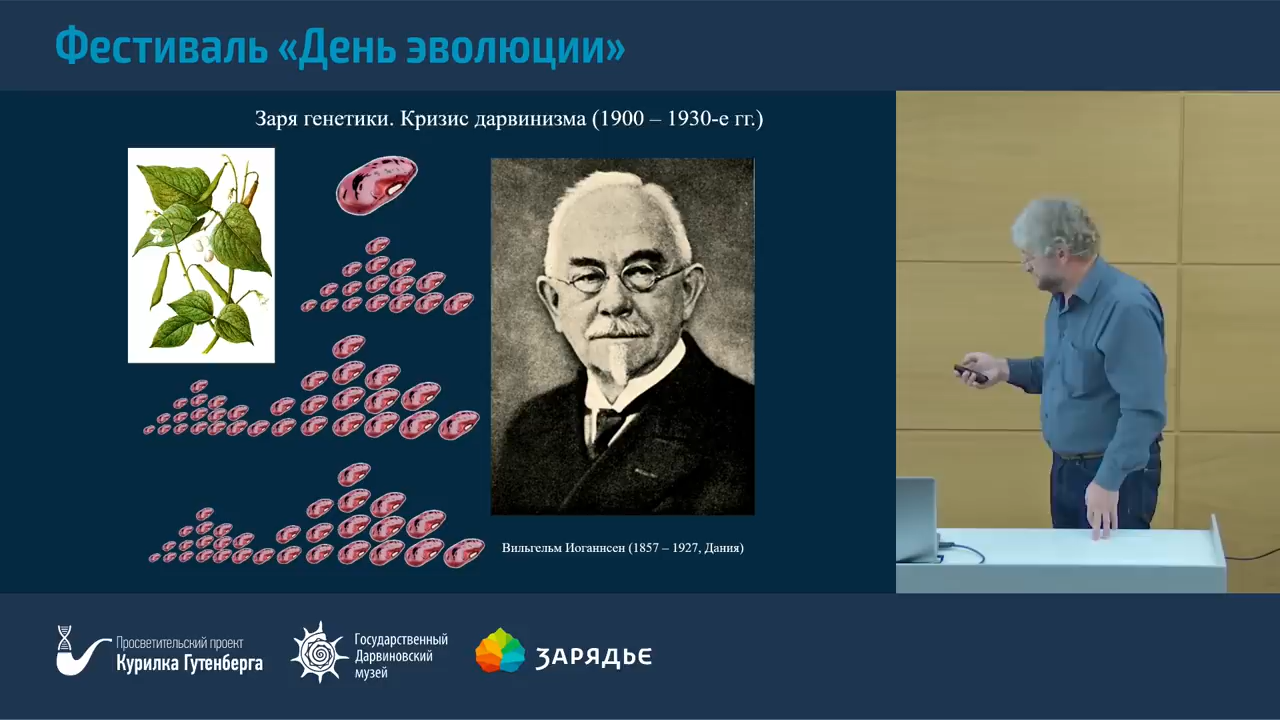 Фестиваль «День эволюции»
Заря генетики. Кризис дарвинизма (1900 – 1930-е гг.)
Вильгельм Иоганнсен (1857 – 1927, Дания)
Просветительский проект
Курилка Гутенберга
Государственный
Дарвиновский
музей
ЗАРЯДЬЕ